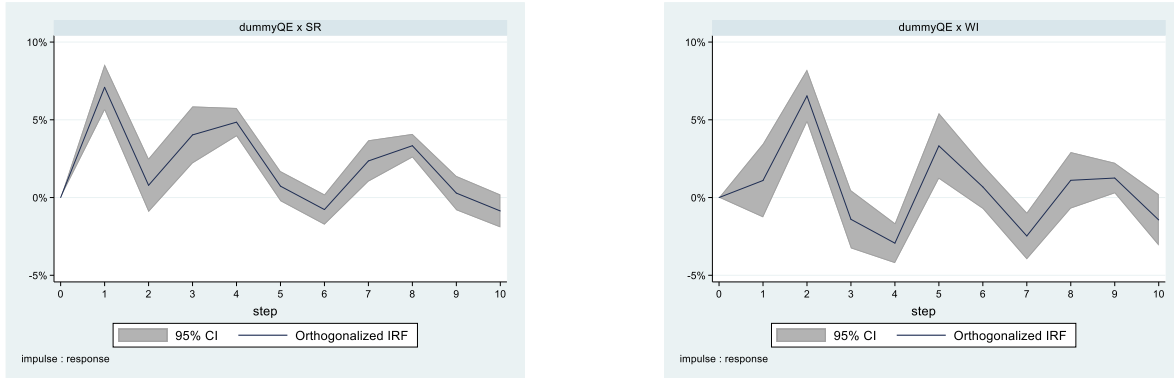 dummyQE x SR
10%
5%
0%
-5%
0 1 2 3 4 5 6 7 8 9 10
step
95% CI Orthogonalized IRF
impulse : response
dummyQE x WI
10%
5%
0%
-5%
0 1 2 3 4 5 6 7 8 9 10
step
95% CI Orthogonalized IRF
impulse : response